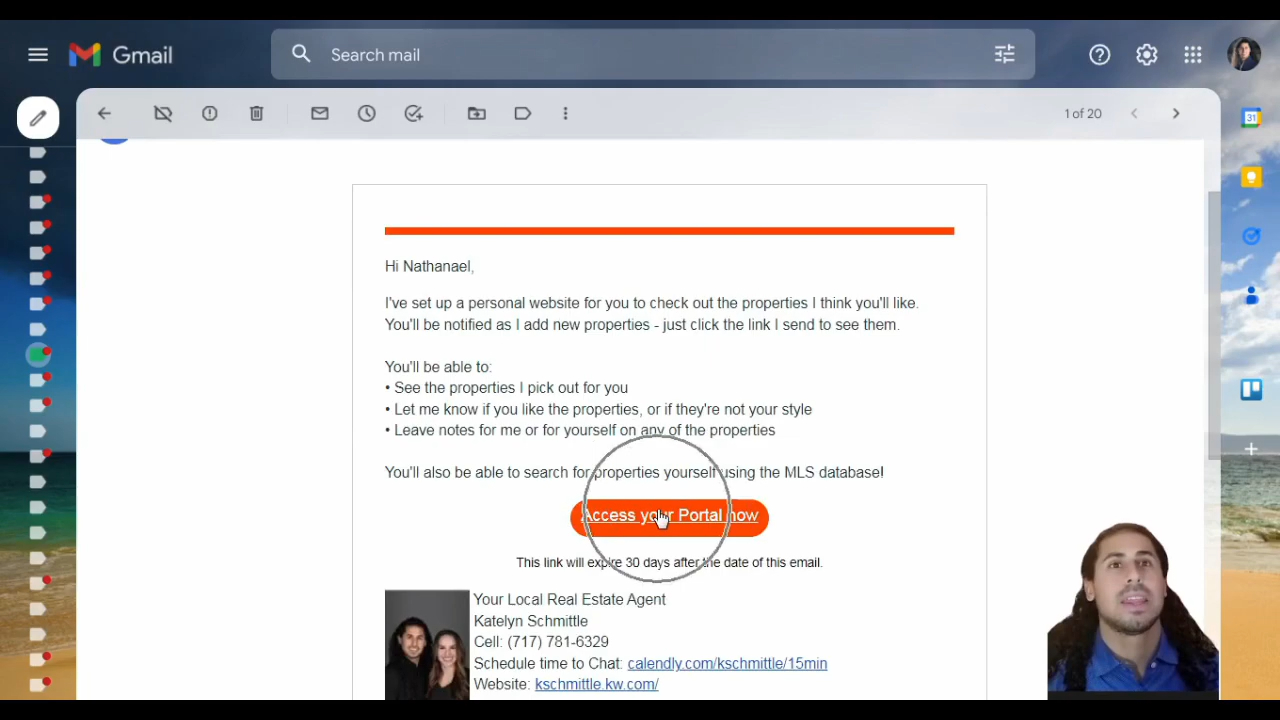 Gmail
Search mail
1 of 20
31
Hi Nathanael,
I've set up a personal website for you to check out the properties I think you'll like.
You'll be notified as I add new properties - just click the link I send to see them.
You'll be able to:
• See the properties I pick out for you
• Let me know if you like the properties, or if they're not your style
• Leave notes for me or for yourself on any of the properties
You'll also be able to search for properties yourself using the MLS database!
Access your Portal now
This link will expire 30 days after the date of this email.
Your Local Real Estate Agent
Katelyn Schmittle
Cell: (717) 781-6329
Schedule time to Chat: calendly.com/kschmittle/15min
Website: kschmittle.kw.com/